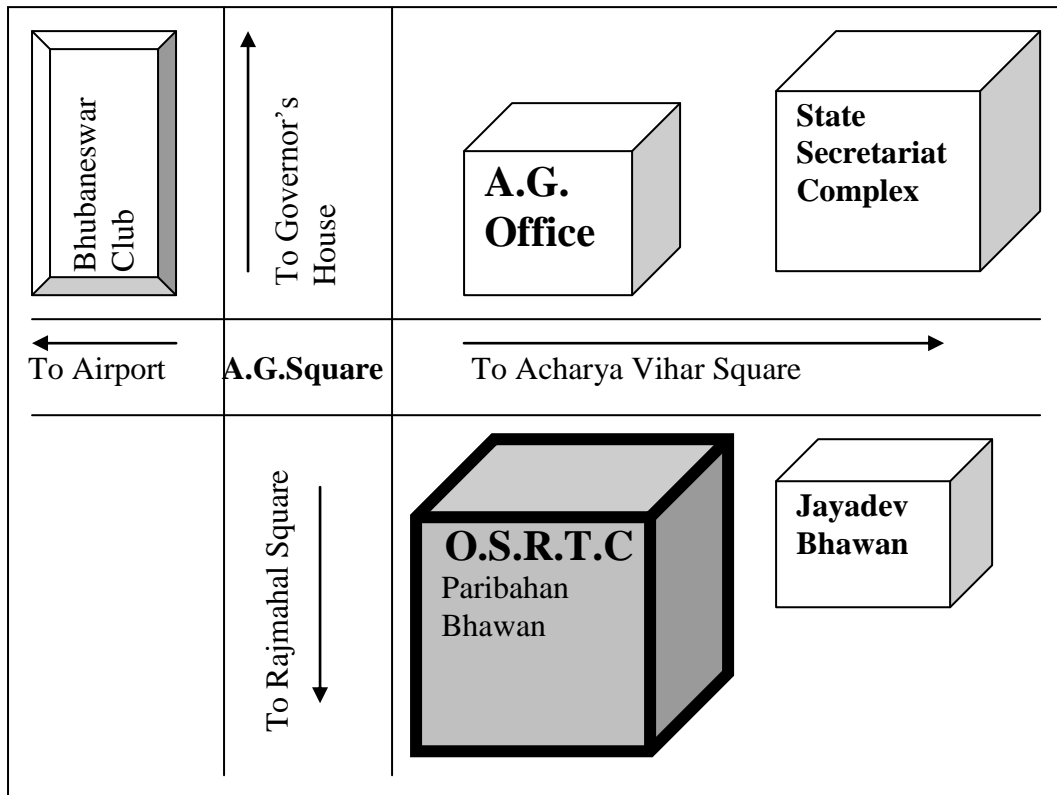 Bhubaneswar
Club
To Governor’s
House
A.G.
Office
State
Secretariat
Complex
To Airport
A.G.Square
To Acharya Vihar Square
To Rajmahal Square
O.S.R.T.C
Paribahan
Bhawan
Jayadev
Bhawan